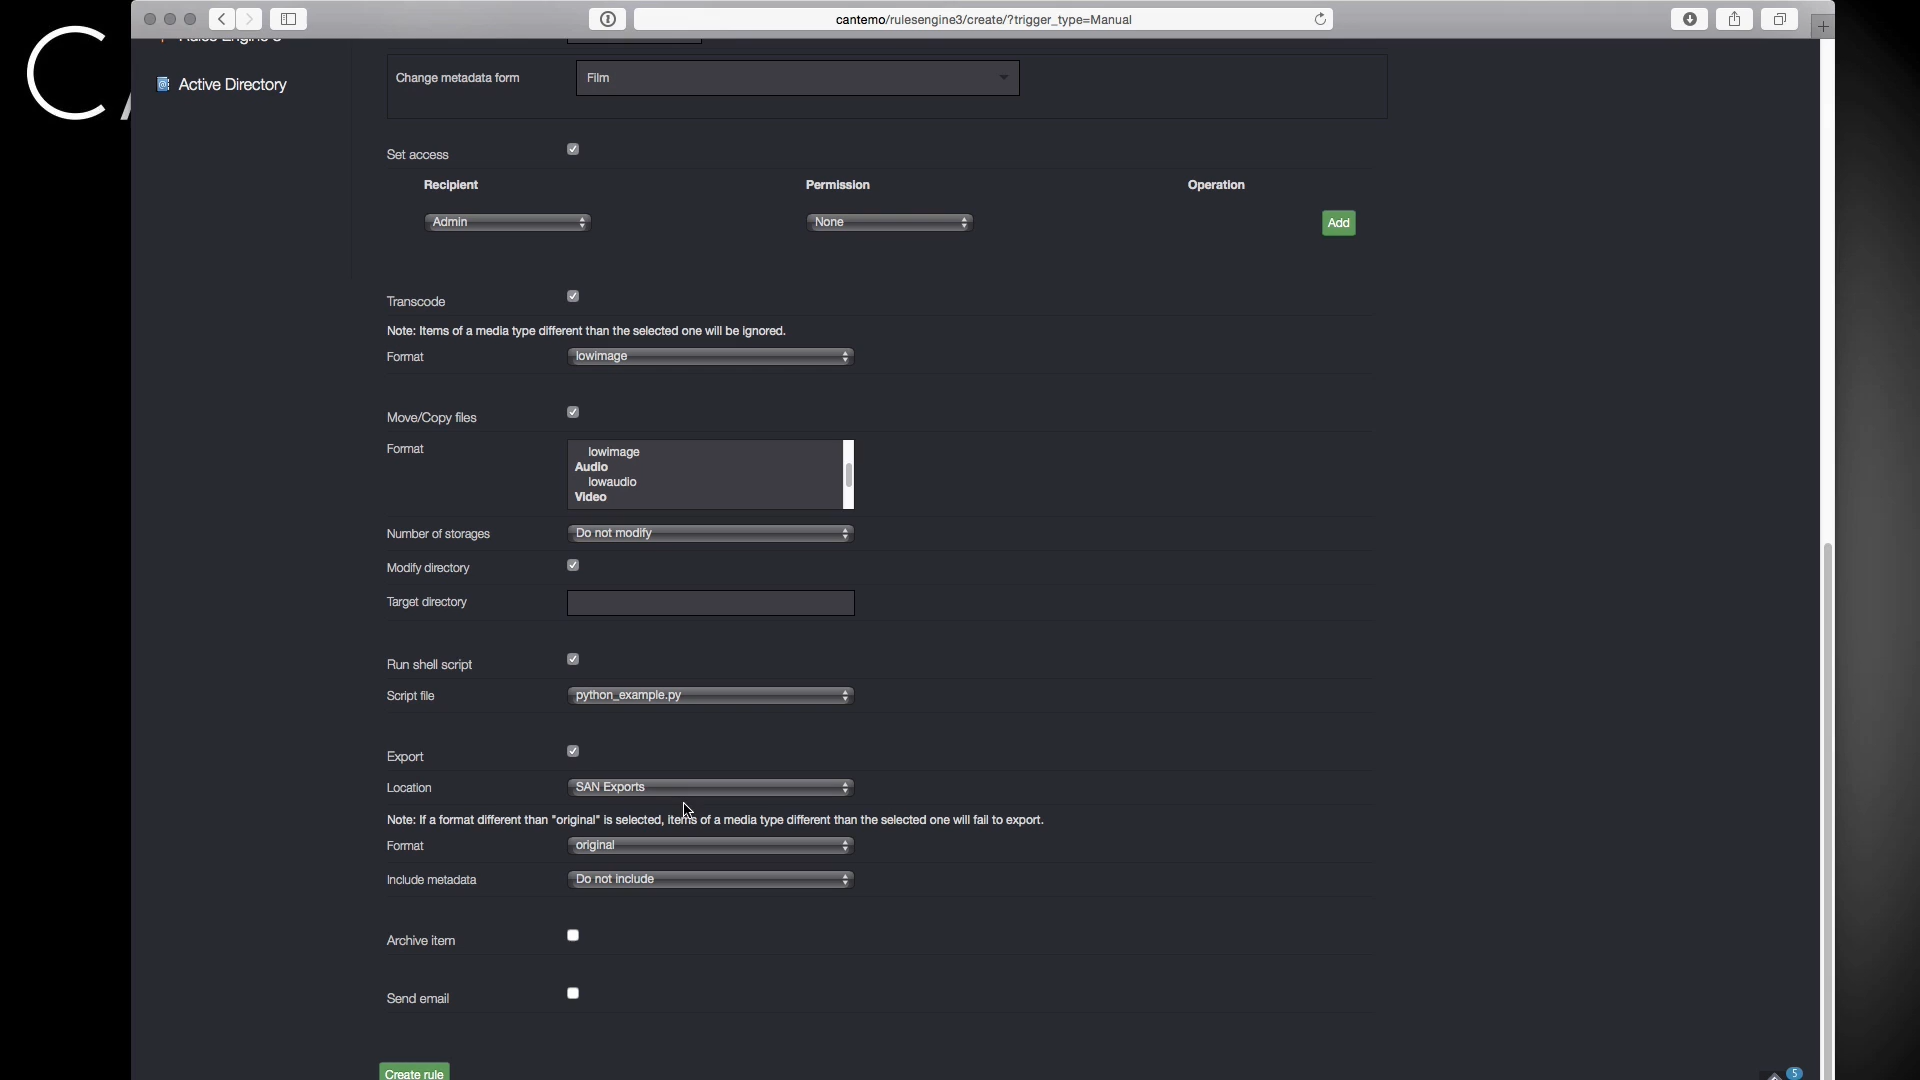 cantemo/rulesengine3/create/?trigger_type=Manual
Rules Engine 3
Active Directory
Change metadata form
Film
Set access
Recipient Permission Operation
Admin None Add
Transcode
Note: Items of a media type different than the selected one will be ignored.
Format lowimage
Move/Copy files
Format
lowimage
Audio
lowaudio
Video
Number of storages Do not modify
Modify directory
Target directory
Run shell script
Script file python_example.py
Export
Location SAN Exports
Note: If a format different than "original" is selected, items of a media type different than the selected one will fail to export.
Format original
Include metadata Do not include
Archive item
Send email
Create rule
5